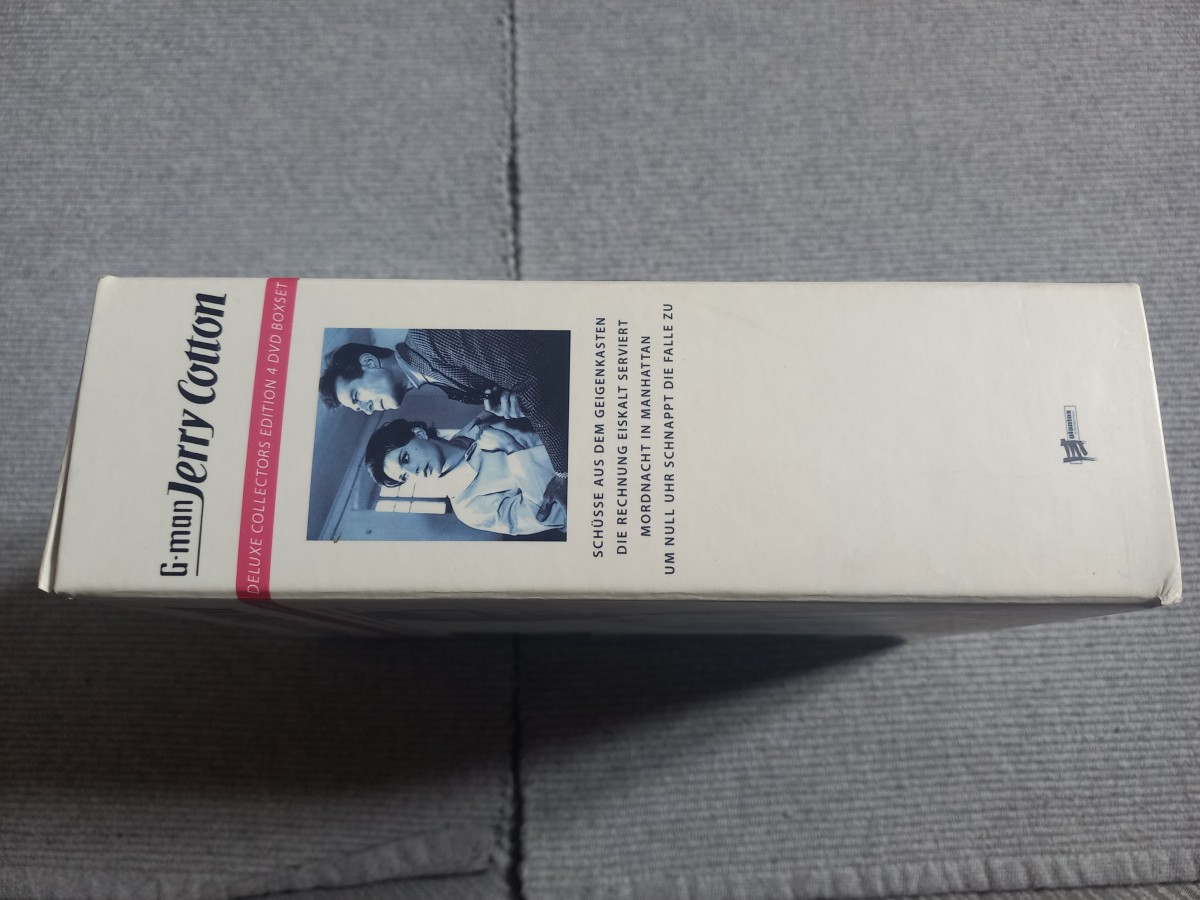 G-man Jerry Cotton
DELUXE COLLECTORS EDITION 4 DVD BOXSET
SCHÜSSE AUS DEM GEIGENKASTEN
DIE RECHNUNG EISKALT SERVIERT
MORDNACHT IN MANHATTAN
UM NULL UHR SCHNAPPT DIE FALLE ZU